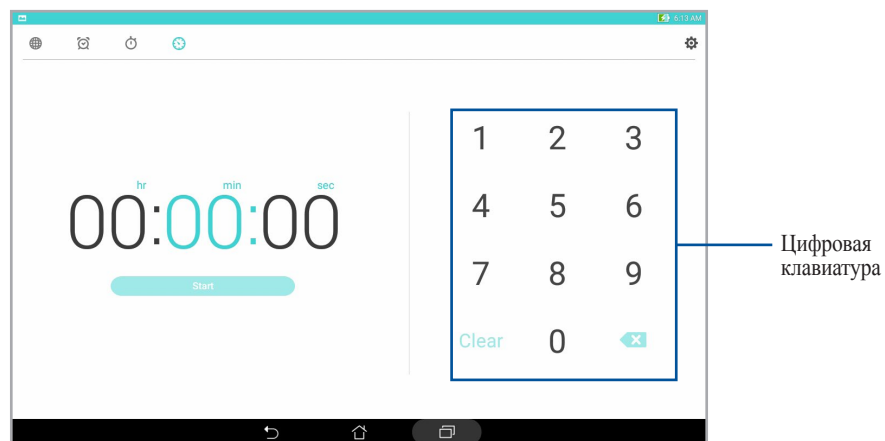 6:13 AM
hr min sec
00:00:00
Start
1 2 3
4 5 6
7 8 9
Clear 0
Цифровая
клавиатура